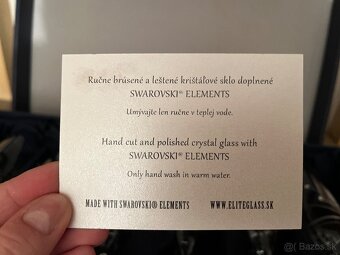 Ručne brúsené a leštené krištáľové sklo doplnené
SWAROVSKI® ELEMENTS
Umývajte len ručne v teplej vode.
Hand cut and polished crystal glass with
SWAROVSKI® ELEMENTS
Only hand wash in warm water.
MADE WITH SWAROVSKI® ELEMENTS WWW.ELITEGLASS.SK
Bazos.sk